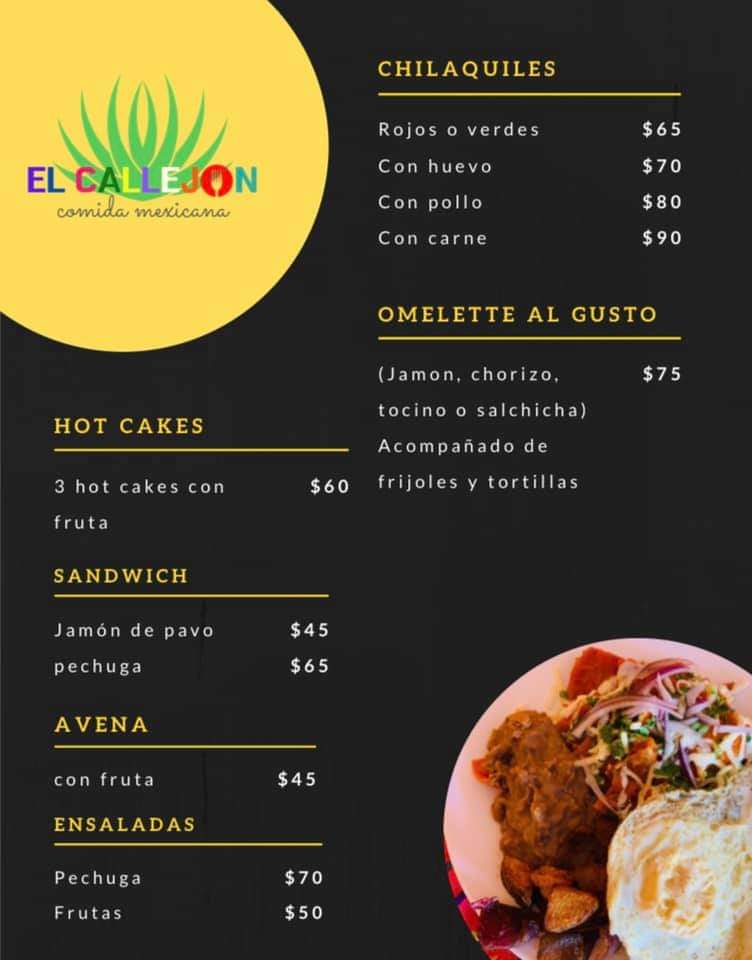 EL CALLEJON
comida mexicana
CHILAQUILES
Rojos o verdes $65
Con huevo $70
Con pollo $80
Con carne $90
OMELETTE AL GUSTO
(Jamon, chorizo, $75
tocino o salchicha)
Acompañado de
frijoles y tortillas
HOT CAKES
3 hot cakes con $60
fruta
SANDWICH
Jamón de pavo $45
pechuga $65
AVENA
con fruta $45
ENSALADAS
Pechuga $70
Frutas $50